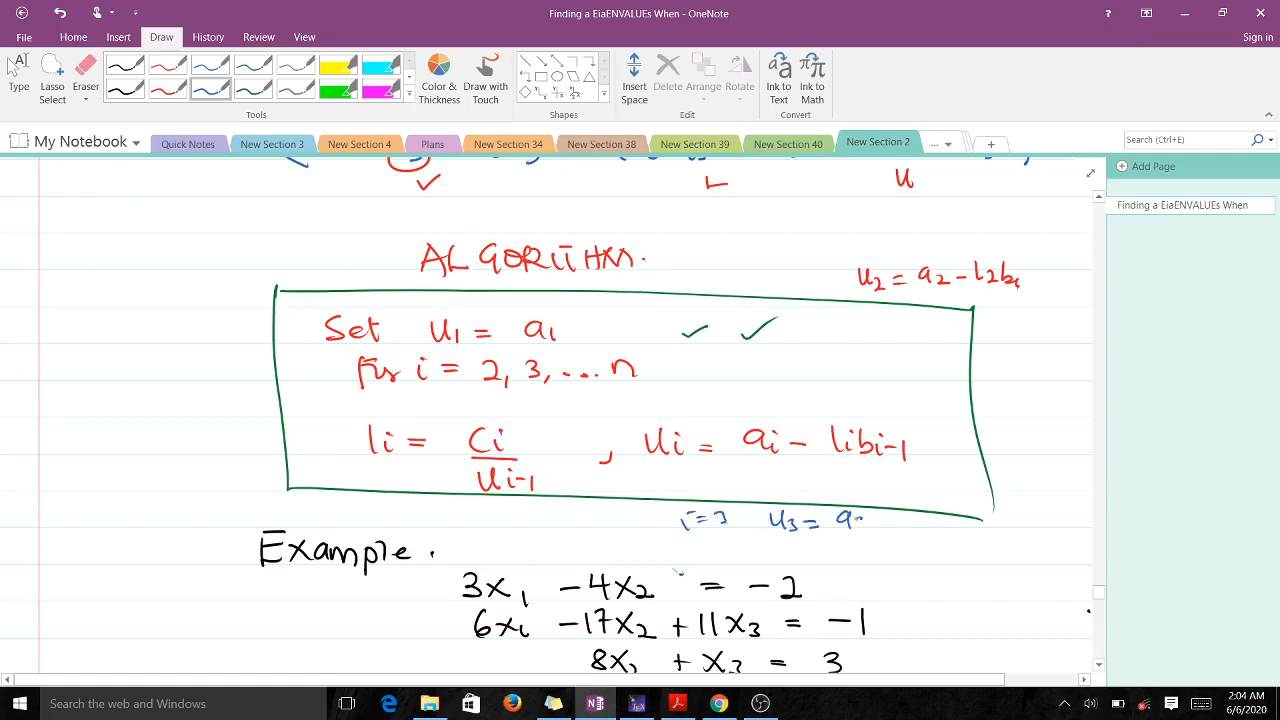 Finding a EiaENVALUEs When - OneNote
Sign in
File Home Insert Draw History Review View
Type
Lasso Select
Eraser
Color & Thickness
Draw with Touch
Insert Space
Delete
Arrange
Rotate
Ink to Text
Ink to Math
Tools
Shapes
Edit
Convert
My Notebook
Quick Notes
New Section 3
New Section 4
Plans
New Section 34
New Section 38
New Section 39
New Section 40
New Section 2
...
Search (Ctrl+E)
Add Page
Finding a EiaENVALUEs When
L
U
ALGORITHM.
u2 = a2 - l2b1
Set u1 = a1
for i = 2, 3, ... n
li = ci / ui-1 , ui = ai - libi-1
i=3 u3 = a
Example.
3x1 -4x2 = -2
6x1 -17x2 + 11x3 = -1
8x2 + x3 = 3
Search the web and Windows
2:04 AM
6/6/2020